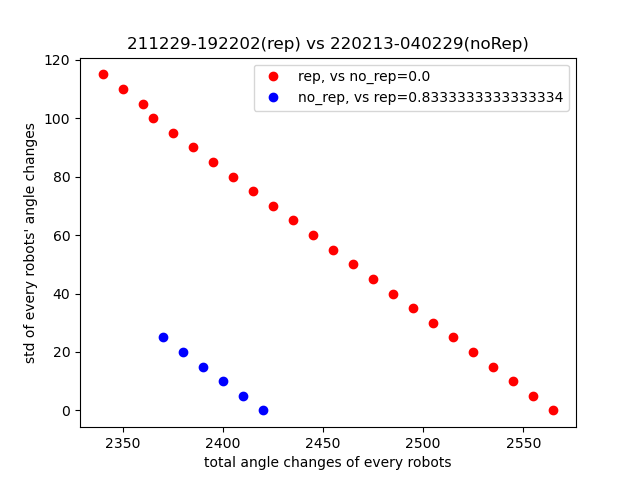 211229-192202(rep) vs 220213-040229(noRep)
rep, vs no_rep=0.0
no_rep, vs rep=0.8333333333333334
120
100
80
60
40
20
0
std of every robots' angle changes
2350 2400 2450 2500 2550
total angle changes of every robots